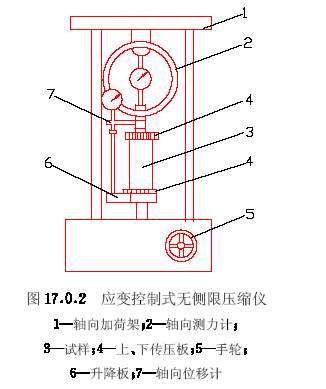 1
2
7
4
3
4
6
5
图 17.0.2 应变控制式无侧限压缩仪
1—轴向加荷架;2—轴向测力计;
3—试样;4—上、下传压板;5—手轮;
6—升降板;7—轴向位移计